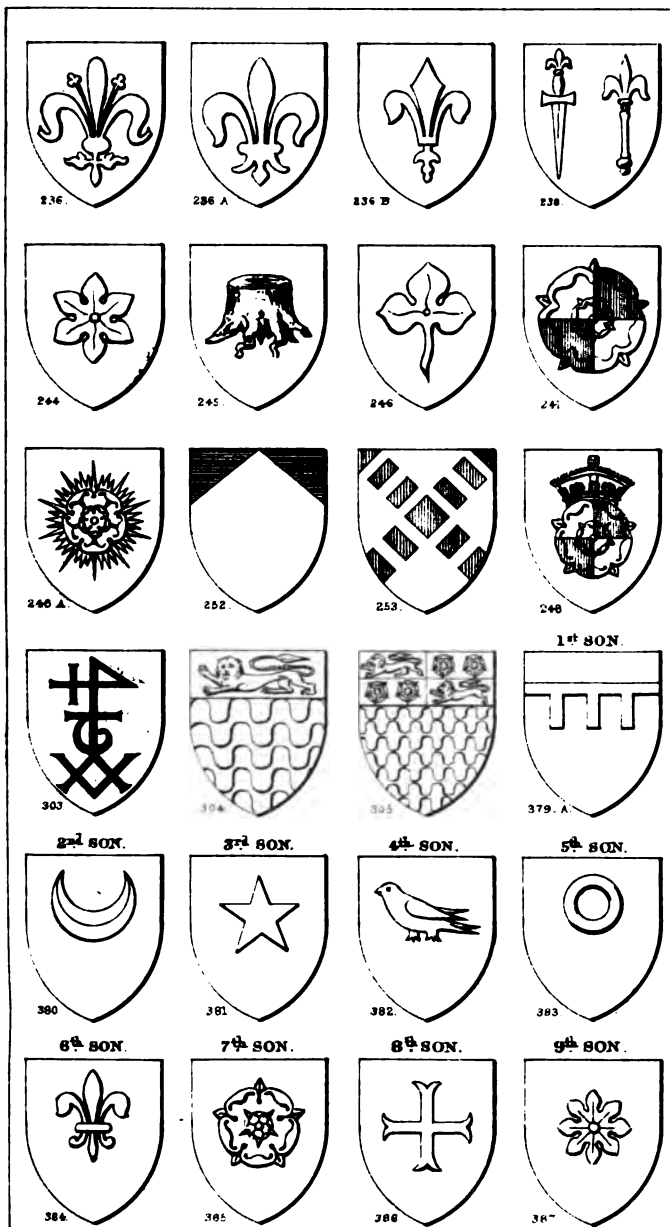 236. 236 A 236 B 238.
244 245. 246
246 A. 252. 253. 248
1st SON.
303 304. 305 379. A.
2nd SON. 3rd SON. 4th SON. 5th SON.
380 381 382. 383.
6th SON. 7th SON. 8th SON. 9th SON.
384. 385 386